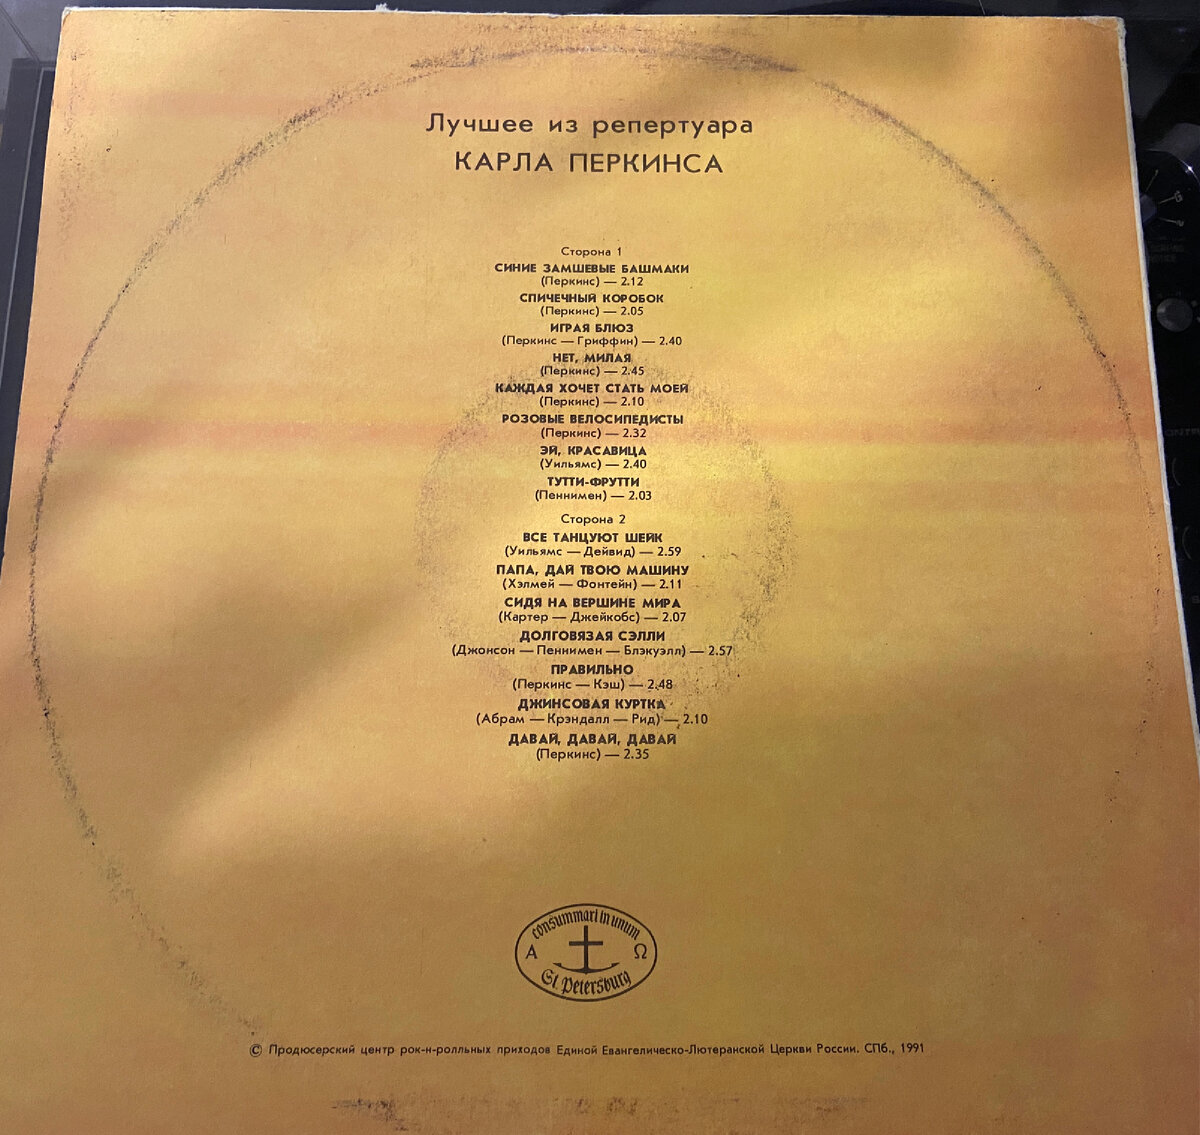 Лучшее из репертуара
КАРЛА ПЕРКИНСА
Сторона 1
СИНИЕ ЗАМШЕВЫЕ БАШМАКИ
(Перкинс) — 2.12
СПИЧЕЧНЫЙ КОРОБОК
(Перкинс) — 2.05
ИГРАЯ БЛЮЗ
(Перкинс — Гриффин) — 2.40
НЕТ, МИЛАЯ
(Перкинс) — 2.45
КАЖДАЯ ХОЧЕТ СТАТЬ МОЕЙ
(Перкинс) — 2.10
РОЗОВЫЕ ВЕЛОСИПЕДИСТЫ
(Перкинс) — 2.32
ЭЙ, КРАСАВИЦА
(Уильямс) — 2.40
ТУТТИ-ФРУТТИ
(Пеннимен) — 2.03
Сторона 2
ВСЕ ТАНЦУЮТ ШЕЙК
(Уильямс — Дейвид) — 2.59
ПАПА, ДАЙ ТВОЮ МАШИНУ
(Хэлмей — Фонтейн) — 2.11
СИДЯ НА ВЕРШИНЕ МИРА
(Картер — Джейкобс) — 2.07
ДОЛГОВЯЗАЯ СЭЛЛИ
(Джонсон — Пеннимен — Блэкуэлл) — 2.57
ПРАВИЛЬНО
(Перкинс — Кэш) — 2.48
ДЖИНСОВАЯ КУРТКА
(Абрам — Крэндалл — Рид) — 2.10
ДАВАЙ, ДАВАЙ, ДАВАЙ
(Перкинс) — 2.35
consummari in unum
Α Ω
St. Petersburg
© Продюсерский центр рок-н-ролльных приходов Единой Евангелическо-Лютеранской Церкви России. СПб., 1991